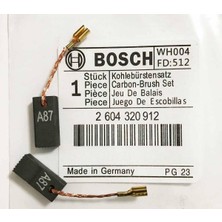 BOSCH
WH004
FD:512
1
Stück Kohlebürstensatz
Piece Carbon-Brush Set
Pièce Jeu De Balais
Pieza Juego De Escobillas
2 604 320 912
A87
Made in Germany
PG 23
A87